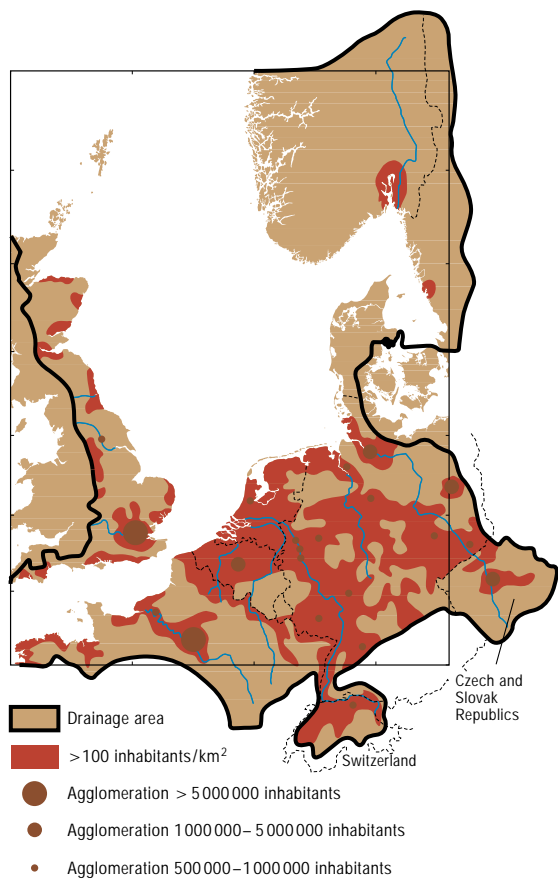 Czech and
Slovak
Republics
Switzerland
Drainage area
>100 inhabitants/km²
Agglomeration > 5 000 000 inhabitants
Agglomeration 1 000 000 – 5 000 000 inhabitants
Agglomeration 500 000 – 1 000 000 inhabitants